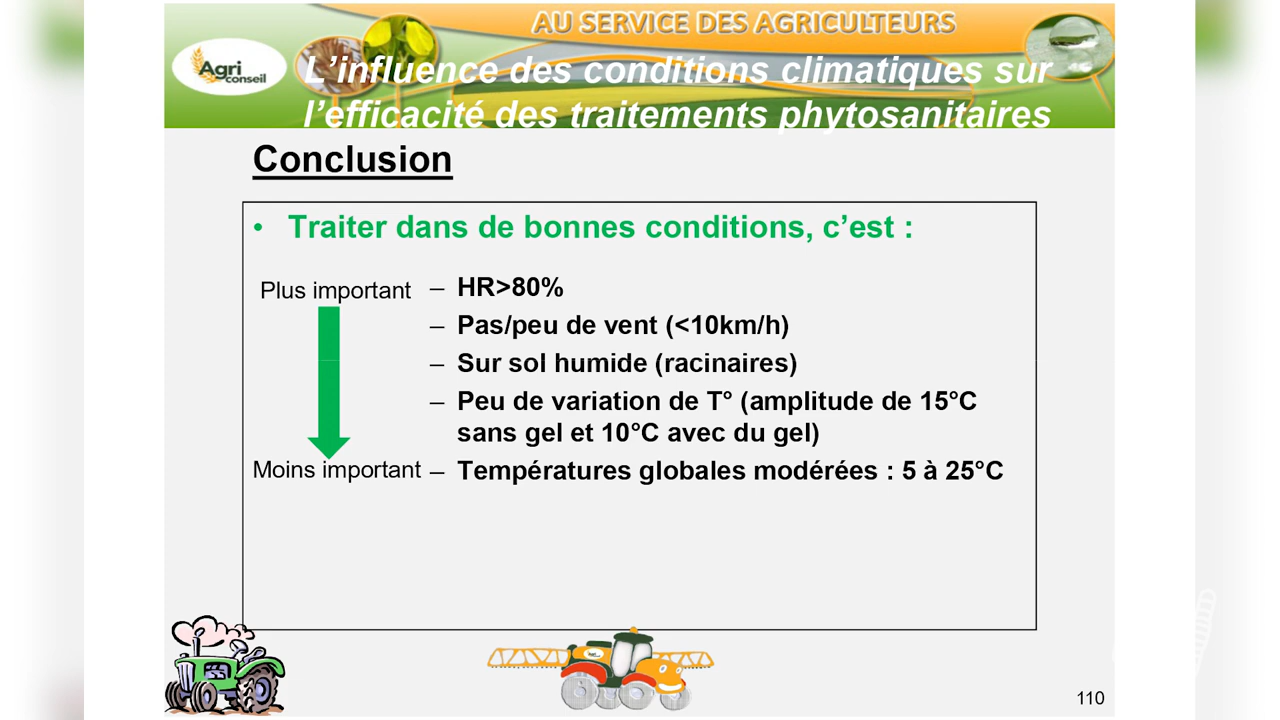 AU SERVICE DES AGRICULTEURS
Agri
conseil
L'influence des conditions climatiques sur
l'efficacité des traitements phytosanitaires
Conclusion
• Traiter dans de bonnes conditions, c'est :
Plus important
– HR>80%
– Pas/peu de vent (<10km/h)
– Sur sol humide (racinaires)
– Peu de variation de T° (amplitude de 15°C
sans gel et 10°C avec du gel)
Moins important
– Températures globales modérées : 5 à 25°C
110